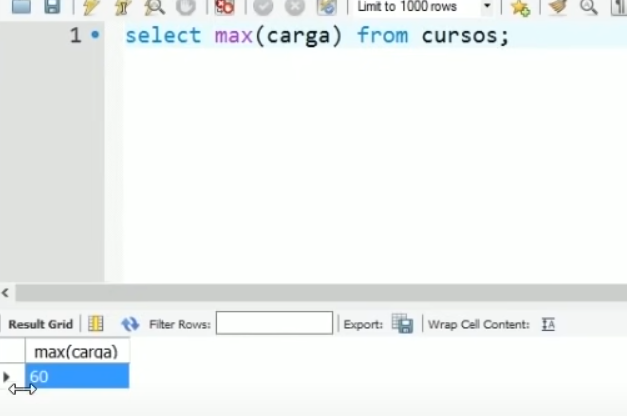 Limit to 1000 rows
1 select max(carga) from cursos;
Result Grid Filter Rows: Export: Wrap Cell Content:
max(carga)
60